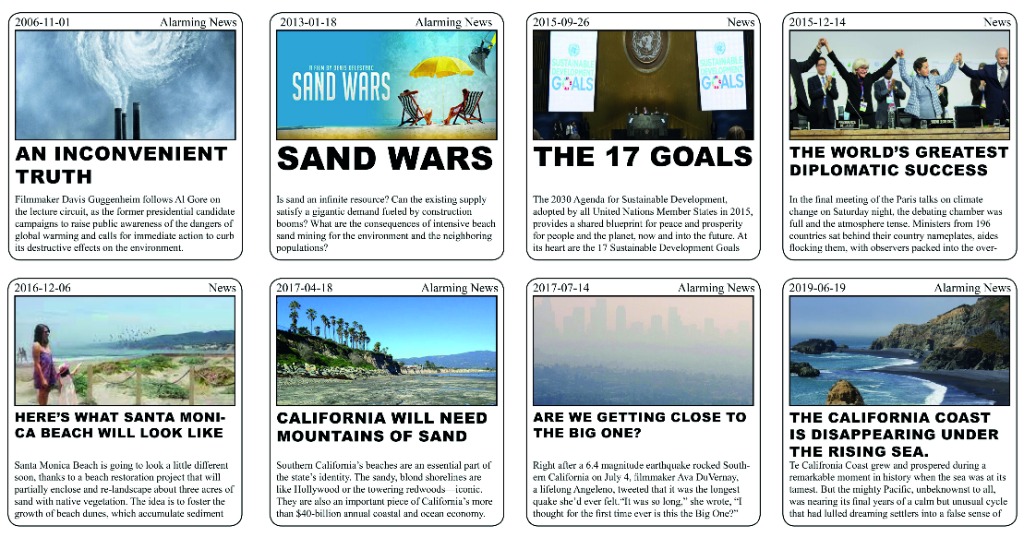 2006-11-01 Alarming News
AN INCONVENIENT
TRUTH
Filmmaker Davis Guggenheim follows Al Gore on
the lecture circuit, as the former presidential candidate
campaigns to raise public awareness of the dangers of
global warming and calls for immediate action to curb
its destructive effects on the environment.
2013-01-18 Alarming News
A FILM BY DENIS DELESTRAC
SAND WARS
SAND WARS
Is sand an infinite resource? Can the existing supply
satisfy a gigantic demand fueled by construction
booms? What are the consequences of intensive beach
sand mining for the environment and the neighboring
populations?
2015-09-26 News
SUSTAINABLE
DEVELOPMENT
GOALS
SUSTAINABLE
DEVELOPMENT
GOALS
THE 17 GOALS
The 2030 Agenda for Sustainable Development,
adopted by all United Nations Member States in 2015,
provides a shared blueprint for peace and prosperity
for people and the planet, now and into the future. At
its heart are the 17 Sustainable Development Goals
2015-12-14 News
THE WORLD'S GREATEST
DIPLOMATIC SUCCESS
In the final meeting of the Paris talks on climate
change on Saturday night, the debating chamber was
full and the atmosphere tense. Ministers from 196
countries sat behind their country nameplates, aides
flocking them, with observers packed into the over-
2016-12-06 News
HERE'S WHAT SANTA MONI-
CA BEACH WILL LOOK LIKE
Santa Monica Beach is going to look a little different
soon, thanks to a beach restoration project that will
partially enclose and re-landscape about three acres of
sand with native vegetation. The idea is to foster the
growth of beach dunes, which accumulate sediment
2017-04-18 Alarming News
CALIFORNIA WILL NEED
MOUNTAINS OF SAND
Southern California's beaches are an essential part of
the state's identity. The sandy, blond shorelines are
like Hollywood or the towering redwoods iconic.
They are also an important piece of California's more
than $40-billion annual coastal and ocean economy.
2017-07-14 Alarming News
ARE WE GETTING CLOSE TO
THE BIG ONE?
Right after a 6.4 magnitude earthquake rocked South-
ern California on July 4, filmmaker Ava DuVernay,
a lifelong Angeleno, tweeted that it was the longest
quake she'd ever felt. "It was so long," she wrote, "I
thought for the first time ever is this the Big One?"
2019-06-19 Alarming News
THE CALIFORNIA COAST
IS DISAPPEARING UNDER
THE RISING SEA.
Te Califronia Coast grew and prospered during a
remarkable moment in history when the sea was at its
tamest. But the mighty Pacific, unbeknownst to all,
was nearing its final years of a calm but unusual cycle
that had lulled dreaming settlers into a false sense of